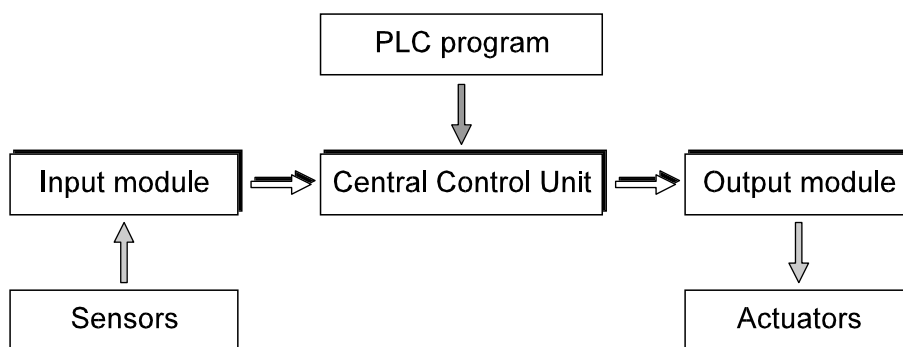 PLC program
Input module
Central Control Unit
Output module
Sensors
Actuators